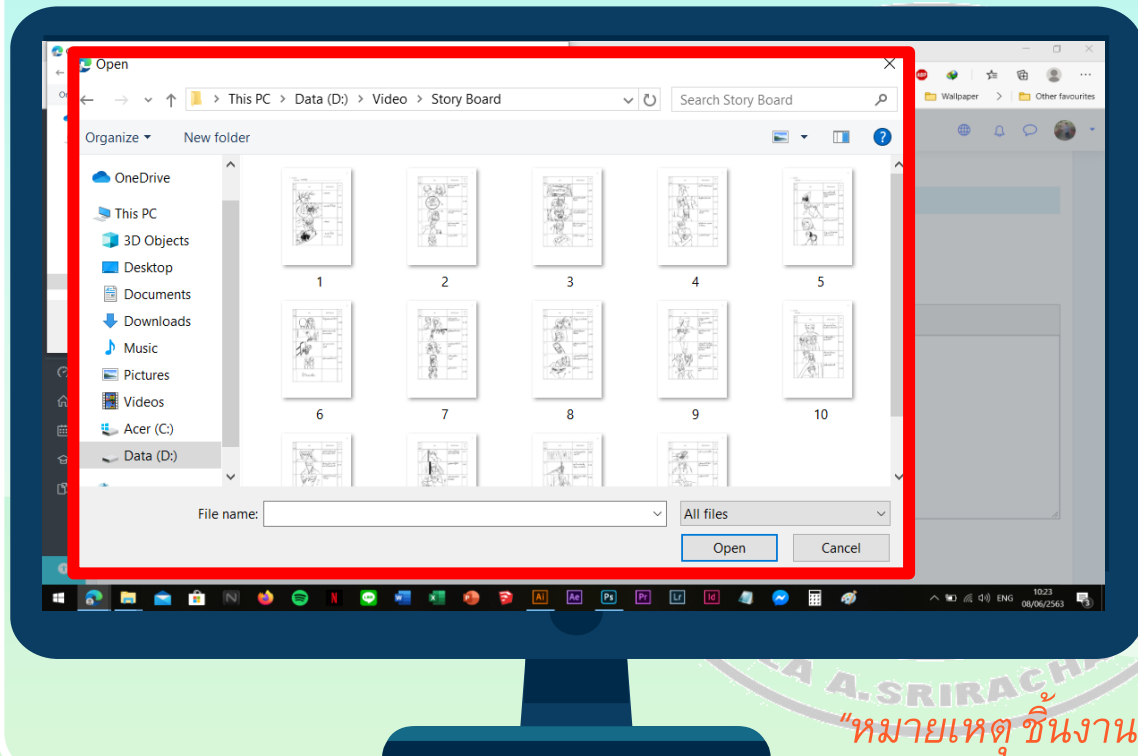 Open
This PC > Data (D:) > Video > Story Board
Search Story Board
Wallpaper
Other favourites
Organize
New folder
OneDrive
This PC
3D Objects
Desktop
Documents
Downloads
Music
Pictures
Videos
Acer (C:)
Data (D:)
1 2 3 4 5
6 7 8 9 10
File name:
All files
Open Cancel
ENG
10:23
08/06/2563
A.SRIRACHA
"หมายเหตุ ชิ้นงาน